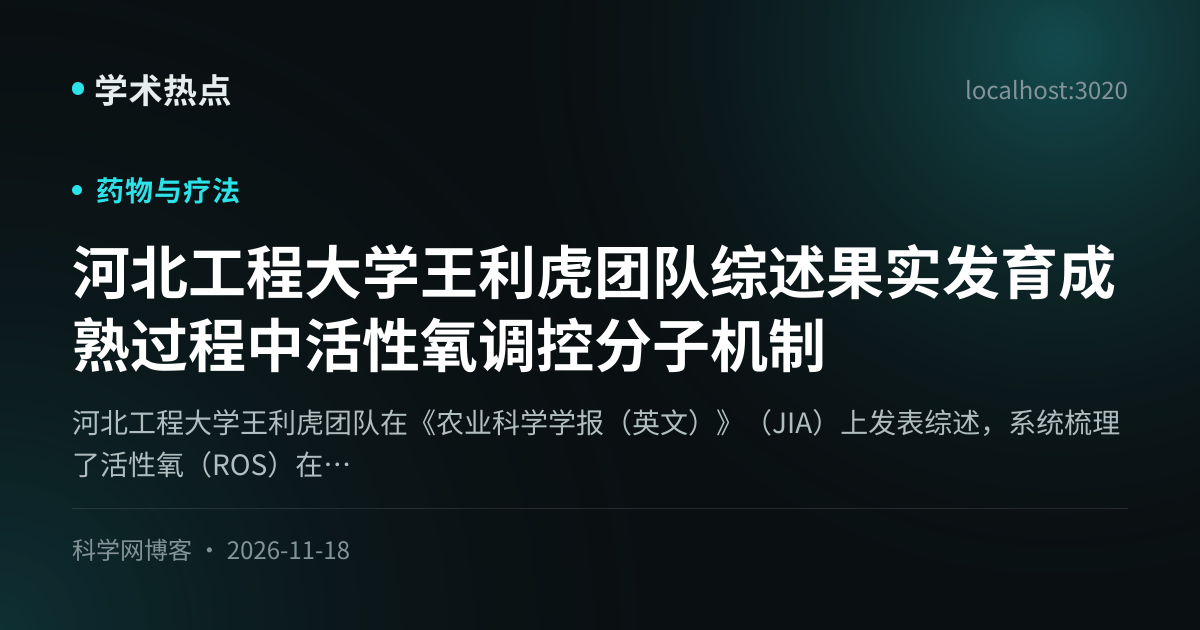 学术热点
localhost:3020
药物与疗法
河北工程大学王利虎团队综述果实发育成
熟过程中活性氧调控分子机制
河北工程大学王利虎团队在《农业科学学报（英文）》（JIA）上发表综述，系统梳理
了活性氧（ROS）在…
科学网博客 · 2026-11-18